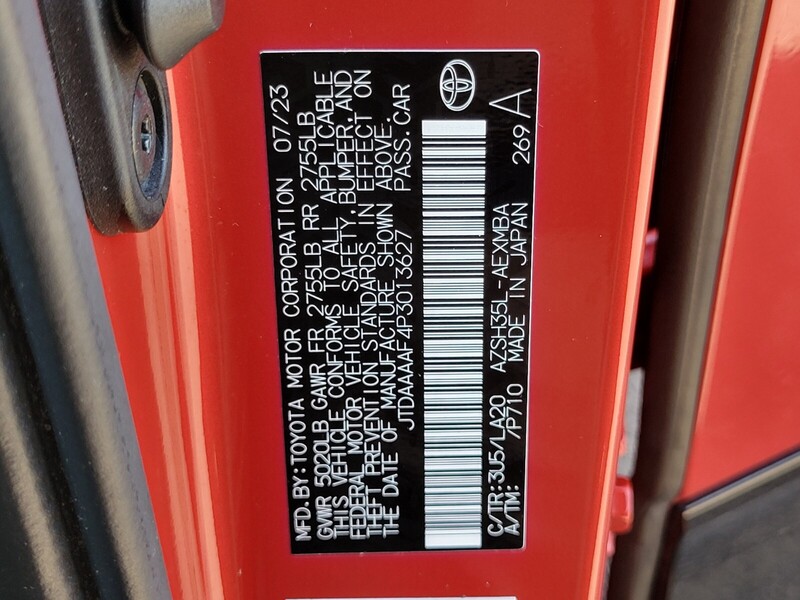 MFD. BY: TOYOTA MOTOR CORPORATION 07/23
GVWR 5020LB GAWR FR 2755LB RR 2755LB
THIS VEHICLE CONFORMS TO ALL APPLICABLE
FEDERAL MOTOR VEHICLE SAFETY, BUMPER, AND
THEFT PREVENTION STANDARDS IN EFFECT ON
THE DATE OF MANUFACTURE SHOWN ABOVE.
JTDAAAAF4P3013627 PASS. CAR
C/TR: 3U5/LA20 AZSH35L-AEXMBA
A/TM: /P710 MADE IN JAPAN 269 A